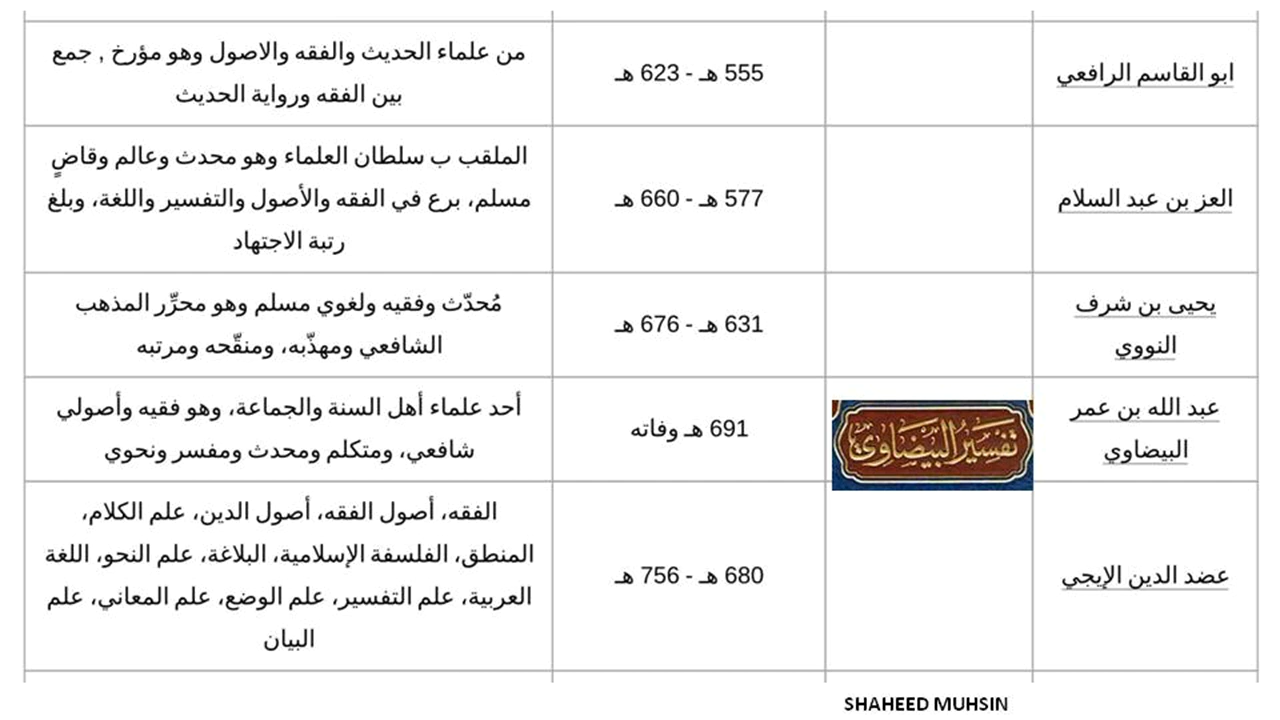 ابو القاسم الرافعي
555 هـ - 623 هـ
من علماء الحديث والفقه والاصول وهو مؤرخ , جمع
بين الفقه ورواية الحديث
العز بن عبد السلام
577 هـ - 660 هـ
الملقب ب سلطان العلماء وهو محدث وعالم وقاضٍ
مسلم، برع في الفقه والأصول والتفسير واللغة، وبلغ
رتبة الاجتهاد
يحيى بن شرف
النووي
631 هـ - 676 هـ
مُحدّث وفقيه ولغوي مسلم وهو محرِّر المذهب
الشافعي ومهذّبه، ومنقّحه ومرتبه
عبد الله بن عمر
البيضاوي
تفسير البيضاوي
691 هـ وفاته
أحد علماء أهل السنة والجماعة، وهو فقيه وأصولي
شافعي، ومتكلم ومحدث ومفسر ونحوي
عضد الدين الإيجي
680 هـ - 756 هـ
الفقه، أصول الفقه، أصول الدين، علم الكلام،
المنطق، الفلسفة الإسلامية، البلاغة، علم النحو، اللغة
العربية، علم التفسير، علم الوضع، علم المعاني، علم
البيان
SHAHEED MUHSIN